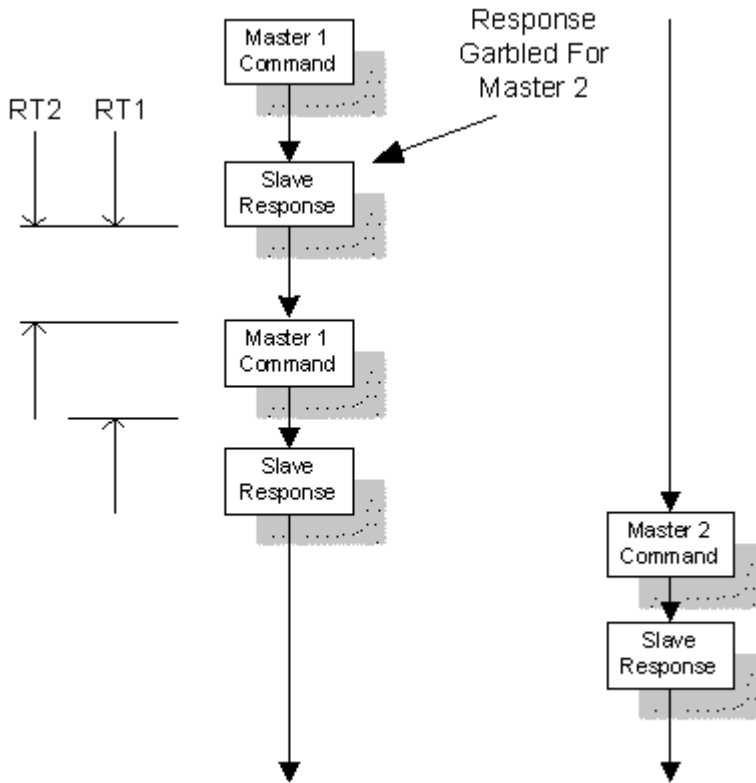 Response
Garbled For
Master 2
Master 1
Command
RT2 RT1
Slave
Response
Master 1
Command
Slave
Response
Master 2
Command
Slave
Response